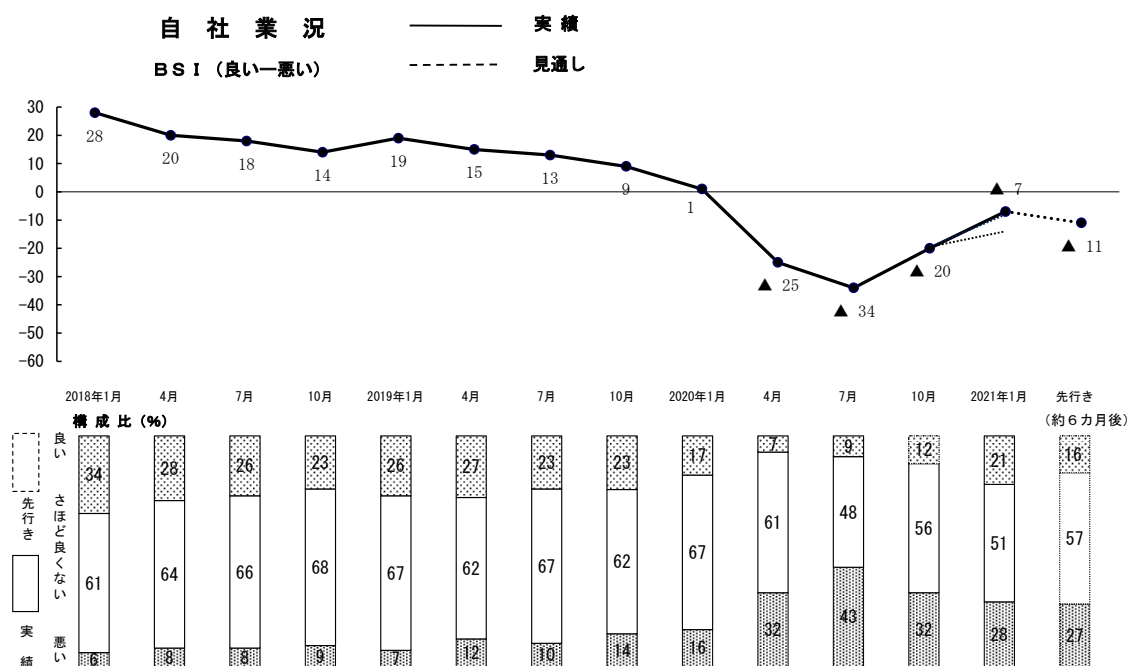 自 社 業 況
実 績
ＢＳＩ（良い―悪い）
見通し
30
20
10
0
-10
-20
-30
-40
-50
-60
28
20
18
14
19
15
13
9
1
▲ 25
▲ 34
▲ 20
▲ 7
▲ 11
2018年1月 4月 7月 10月 2019年1月 4月 7月 10月 2020年1月 4月 7月 10月 2021年1月 先行き
(約６カ月後)
構 成 比 (%)
良い
さほど良くない
悪い
先行き
実績
34 28 26 23 26 27 23 23 17 7 9 12 21 16
61 64 66 68 67 62 67 62 67 61 48 56 51 57
6 8 8 9 7 12 10 14 16 32 43 32 28 27